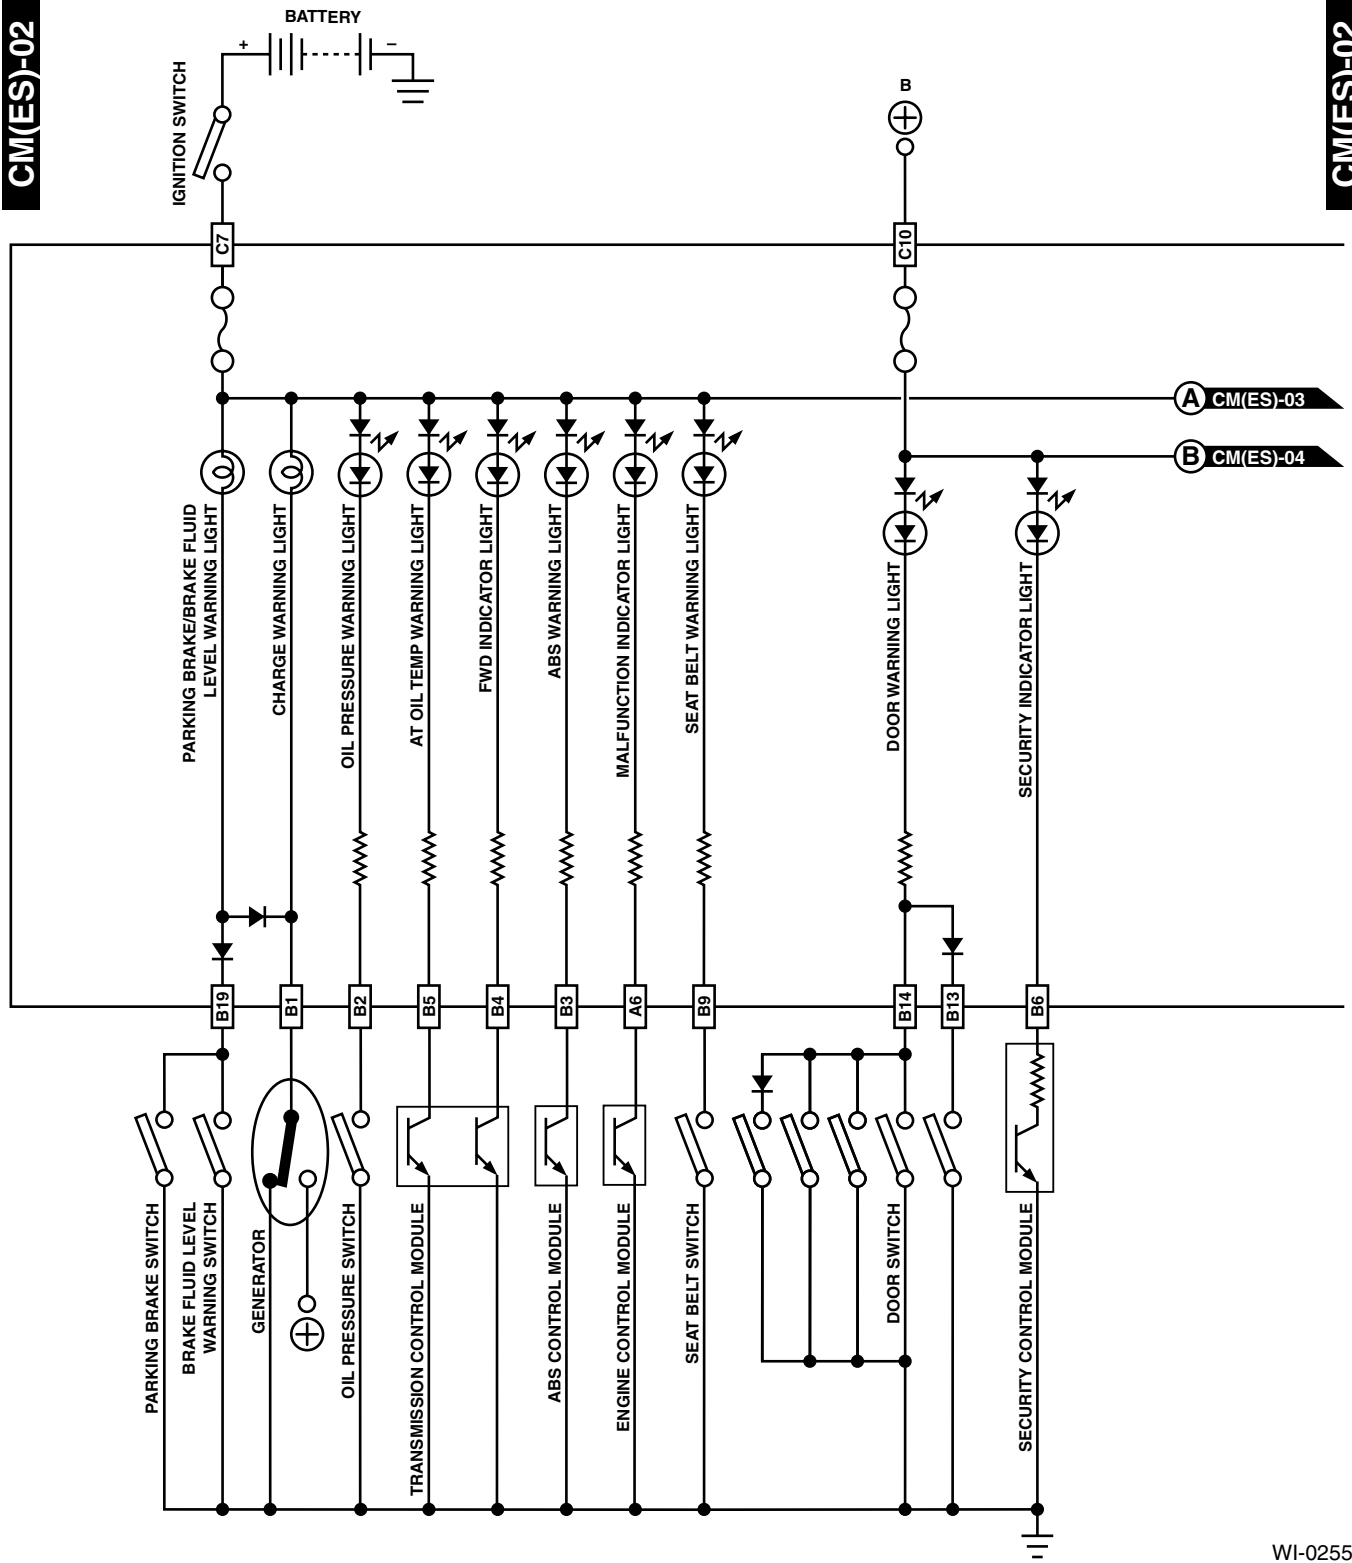 CM(ES)-02
CM(ES)-02
BATTERY
+
–
IGNITION SWITCH
B
C7
C10
A CM(ES)-03
B CM(ES)-04
PARKING BRAKE/BRAKE FLUID
LEVEL WARNING LIGHT
CHARGE WARNING LIGHT
OIL PRESSURE WARNING LIGHT
AT OIL TEMP WARNING LIGHT
FWD INDICATOR LIGHT
ABS WARNING LIGHT
MALFUNCTION INDICATOR LIGHT
SEAT BELT WARNING LIGHT
DOOR WARNING LIGHT
SECURITY INDICATOR LIGHT
B19
B1
B2
B5
B4
B3
A6
B9
B14
B13
B6
PARKING BRAKE SWITCH
BRAKE FLUID LEVEL
WARNING SWITCH
GENERATOR
OIL PRESSURE SWITCH
TRANSMISSION CONTROL MODULE
ABS CONTROL MODULE
ENGINE CONTROL MODULE
SEAT BELT SWITCH
DOOR SWITCH
SECURITY CONTROL MODULE
WI-0255